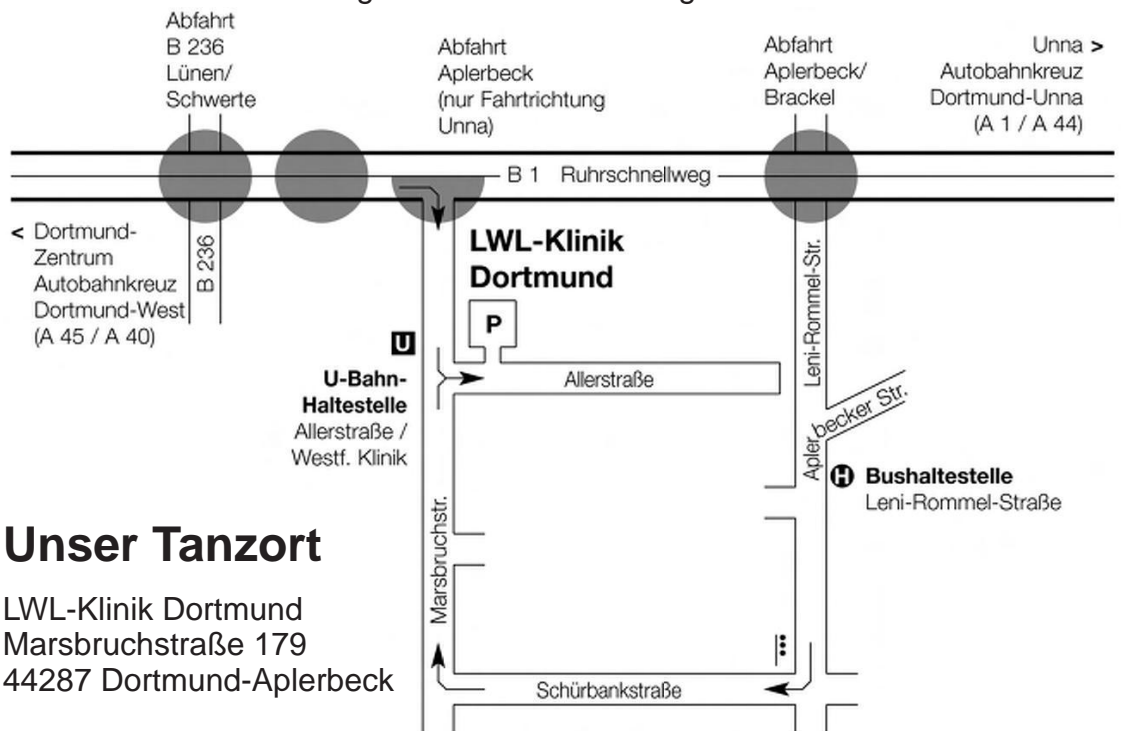 Abfahrt
B 236
Lünen/
Schwerte
Abfahrt
Aplerbeck
(nur Fahrtrichtung
Unna)
Abfahrt
Aplerbeck/
Brackel
Unna >
Autobahnkreuz
Dortmund-Unna
(A 1 / A 44)
B 1 Ruhrschnellweg
< Dortmund-
Zentrum
Autobahnkreuz
Dortmund-West
(A 45 / A 40)
B 236
LWL-Klinik
Dortmund
P
Leni-Rommel-Str.
U
U-Bahn-
Haltestelle
Allerstraße /
Westf. Klinik
Allerstraße
Aplerbecker Str.
H Bushaltestelle
Leni-Rommel-Straße
Marsbruchstr.
Unser Tanzort
LWL-Klinik Dortmund
Marsbruchstraße 179
44287 Dortmund-Aplerbeck
Schürbankstraße